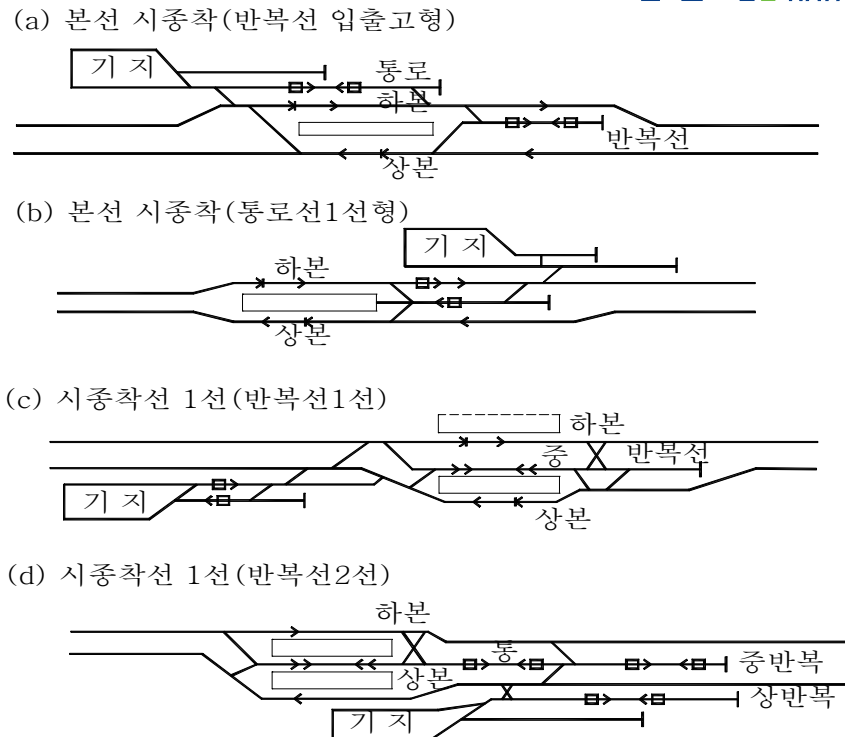 (a) 본선 시종착(반복선 입출고형)
기 지
통로
하본
반복선
상본
(b) 본선 시종착(통로선1선형)
기 지
하본
상본
(c) 시종착선 1선(반복선1선)
하본
중
반복선
기 지
상본
(d) 시종착선 1선(반복선2선)
하본
통
중반복
상본
상반복
기 지